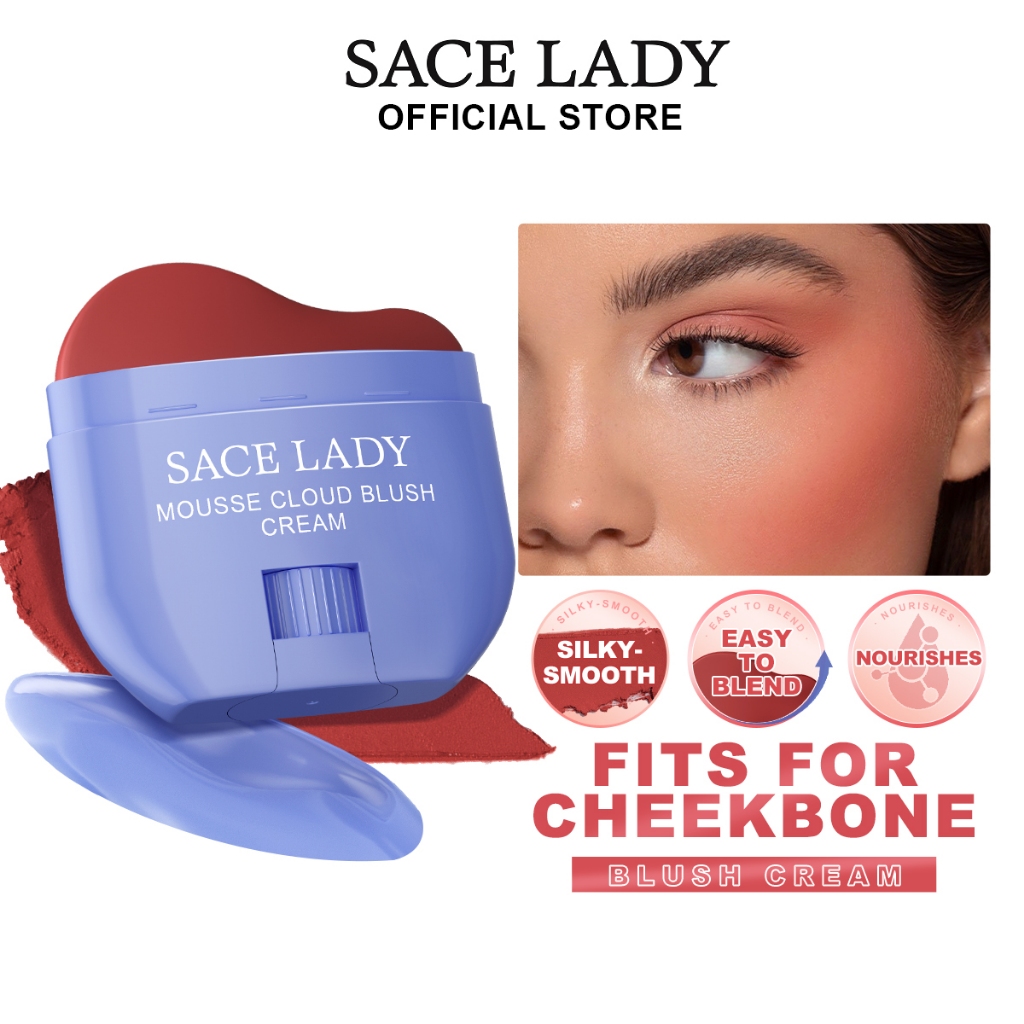 SACE LADY
OFFICIAL STORE
SACE LADY
MOUSSE CLOUD BLUSH
CREAM
· SILKY-SMOOTH
SILKY-
SMOOTH
· EASY TO BLEND ·
EASY
TO
BLEND
· NOURISHES ·
NOURISHES
FITS FOR
CHEEKBONE
BLUSH CREAM